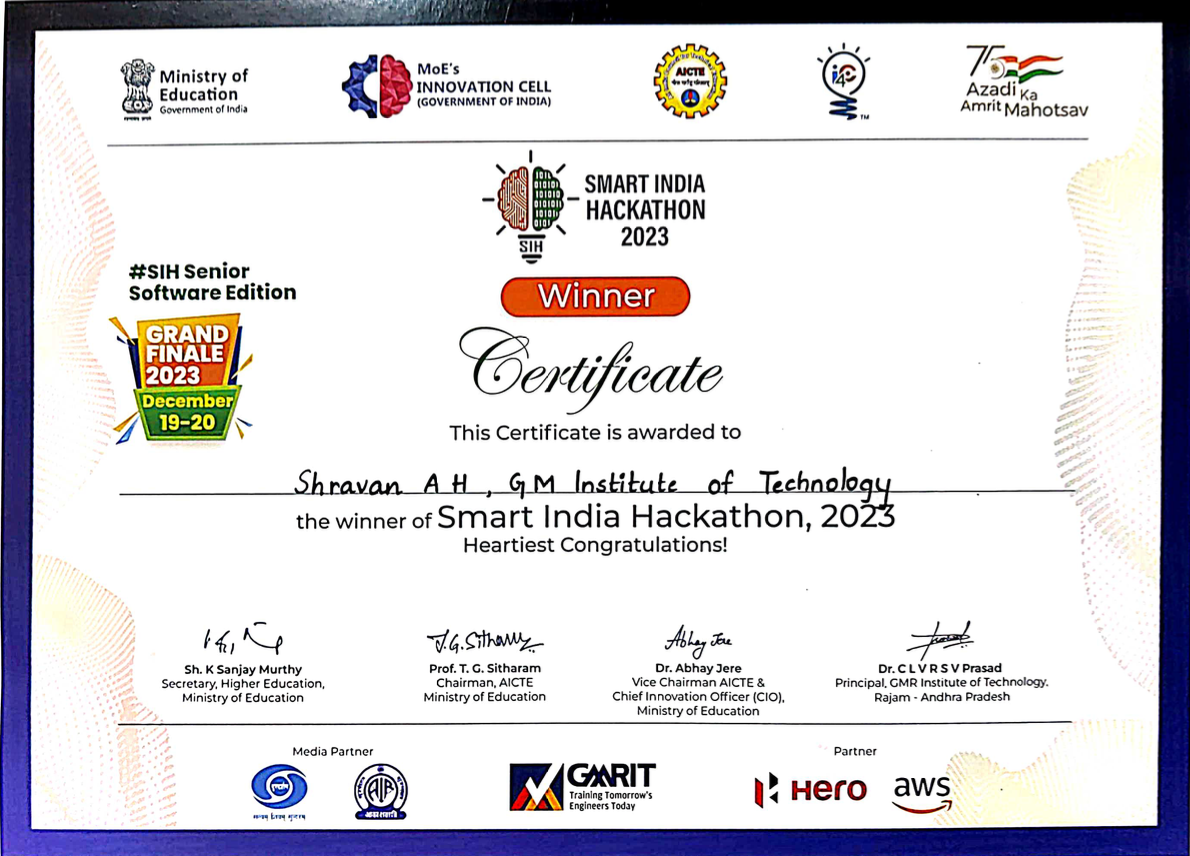 Ministry of
Education
Government of India
MoE's
INNOVATION CELL
(GOVERNMENT OF INDIA)
AICTE
TM
75
Azadi Ka
Amrit Mahotsav
SMART INDIA
HACKATHON
2023
SIH
#SIH Senior
Software Edition
Winner
GRAND
FINALE
2023
December
19-20
Certificate
This Certificate is awarded to
Shravan A H, GM Institute of Technology
the winner of Smart India Hackathon, 2023
Heartiest Congratulations!
J.G.Sitharam
Abhay Jere
Sh. K Sanjay Murthy
Secretary, Higher Education,
Ministry of Education
Prof. T. G. Sitharam
Chairman, AICTE
Ministry of Education
Dr. Abhay Jere
Vice Chairman AICTE &
Chief Innovation Officer (CIO),
Ministry of Education
Dr. C L V R S V Prasad
Principal, GMR Institute of Technology,
Rajam - Andhra Pradesh
Media Partner
Partner
GMRIT
Training Tomorrow's
Engineers Today
Hero
aws